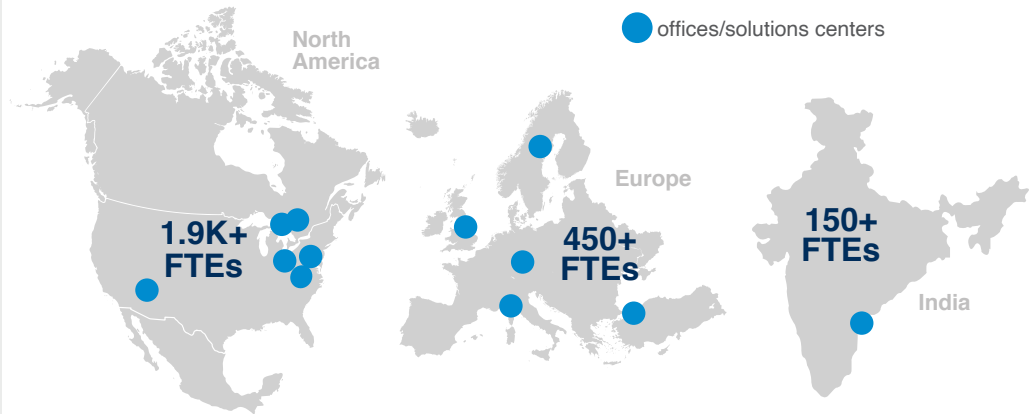 North
America
offices/solutions centers
Europe
1.9K+
FTEs
450+
FTEs
150+
FTEs
India